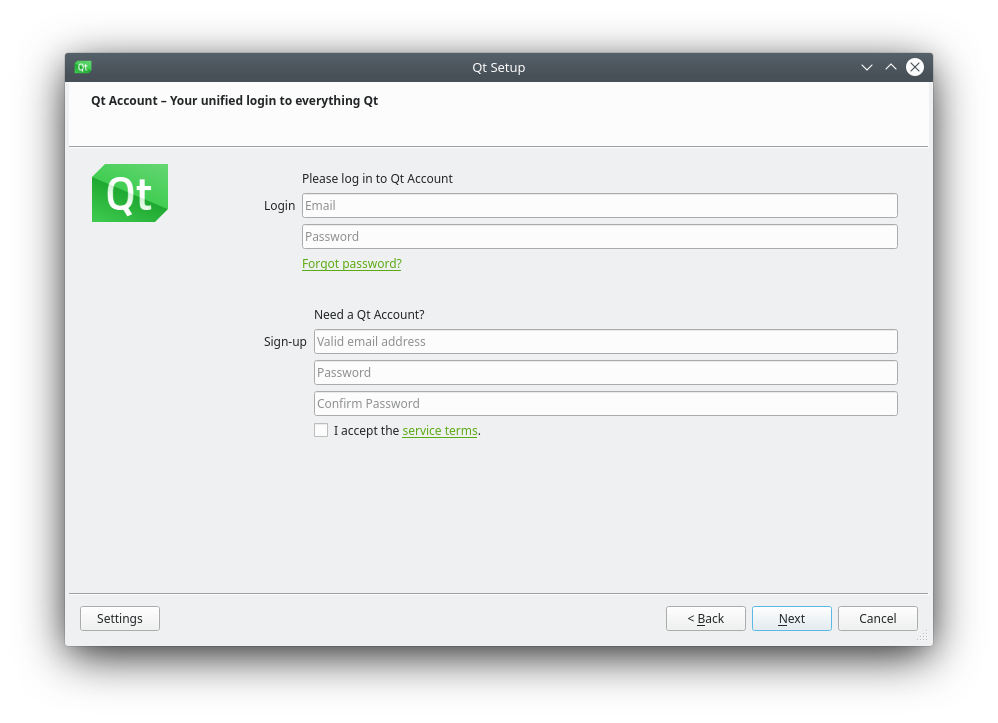 Qt
Qt Setup
Qt Account – Your unified login to everything Qt
Qt
Please log in to Qt Account
Login
Email
Password
Forgot password?
Need a Qt Account?
Sign-up
Valid email address
Password
Confirm Password
I accept the service terms.
Settings
< Back
Next
Cancel